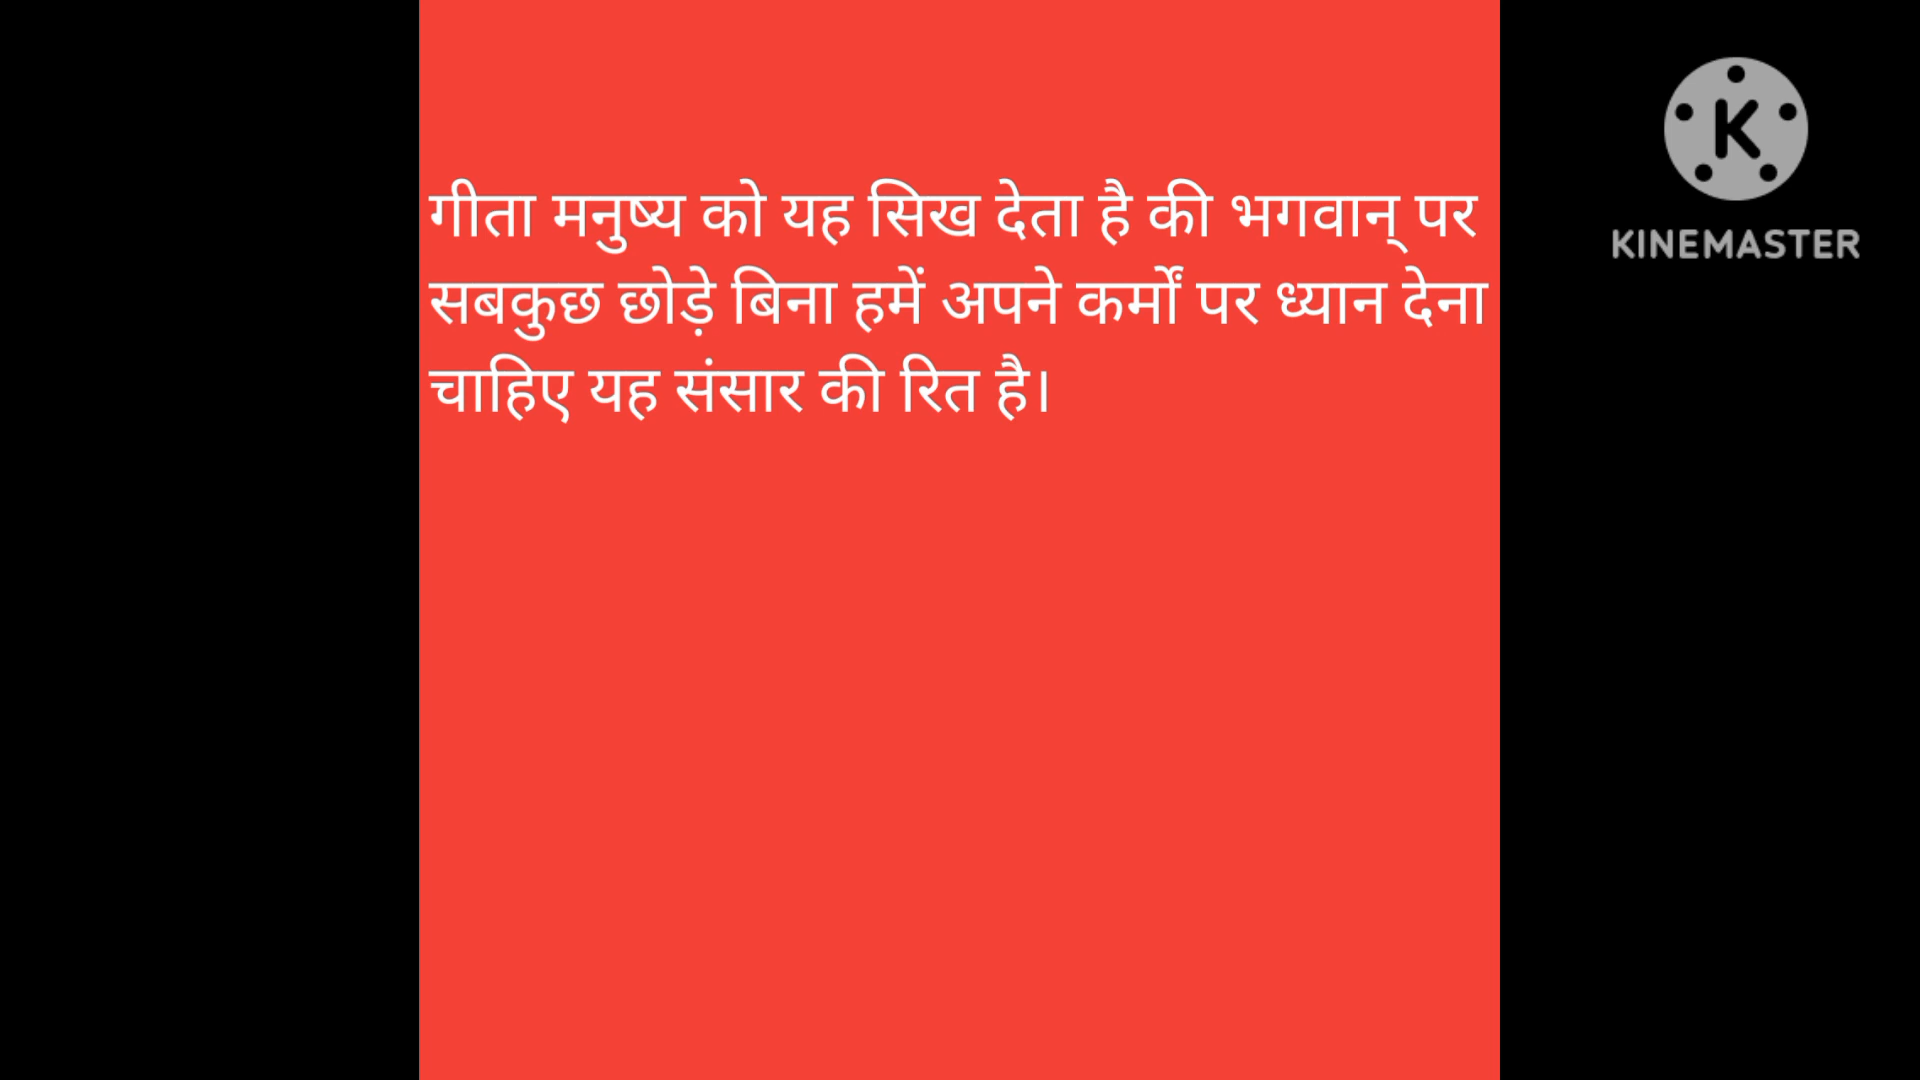 गीता मनुष्य को यह सिख देता है की भगवान् पर
सबकुछ छोड़े बिना हमें अपने कर्मों पर ध्यान देना
चाहिए यह संसार की रित है।
K
KINEMASTER